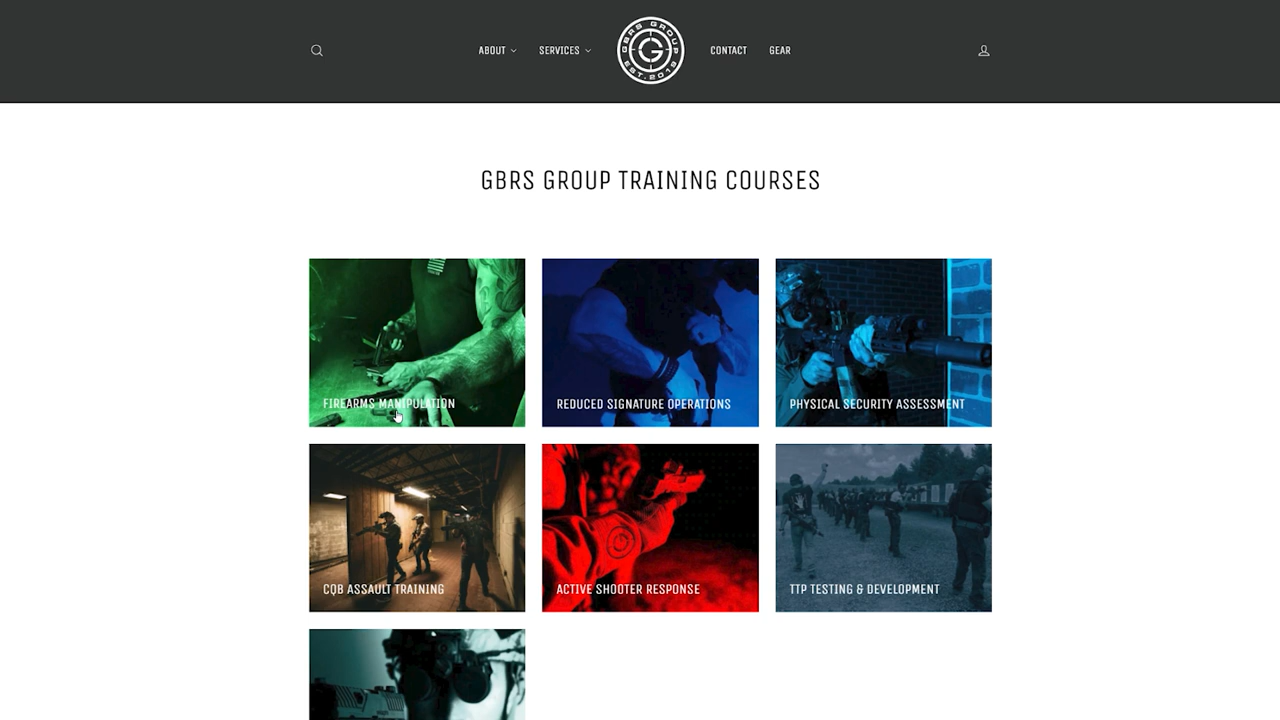 ABOUT SERVICES GBRS GROUP EST. 2019 CONTACT GEAR
GBRS GROUP TRAINING COURSES
FIREARMS MANIPULATION REDUCED SIGNATURE OPERATIONS PHYSICAL SECURITY ASSESSMENT
CQB ASSAULT TRAINING ACTIVE SHOOTER RESPONSE TTP TESTING & DEVELOPMENT